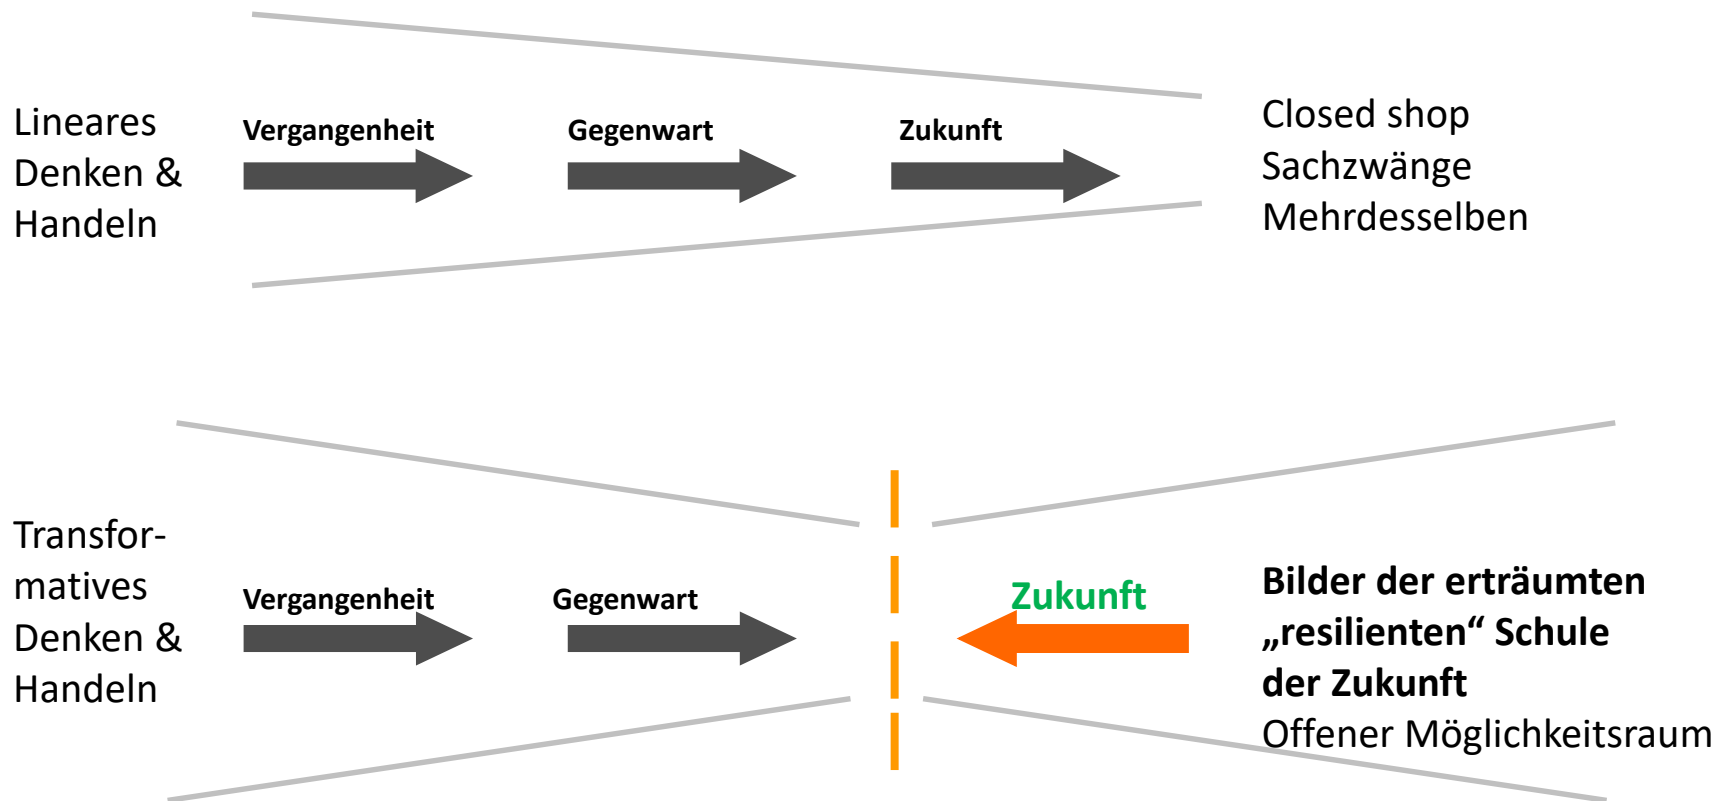 Lineares
Denken &
Handeln
Vergangenheit
Gegenwart
Zukunft
Closed shop
Sachzwänge
Mehrdesselben
Transfor-
matives
Denken &
Handeln
Vergangenheit
Gegenwart
Zukunft
Bilder der erträumten
„resilienten“ Schule
der Zukunft
Offener Möglichkeitsraum